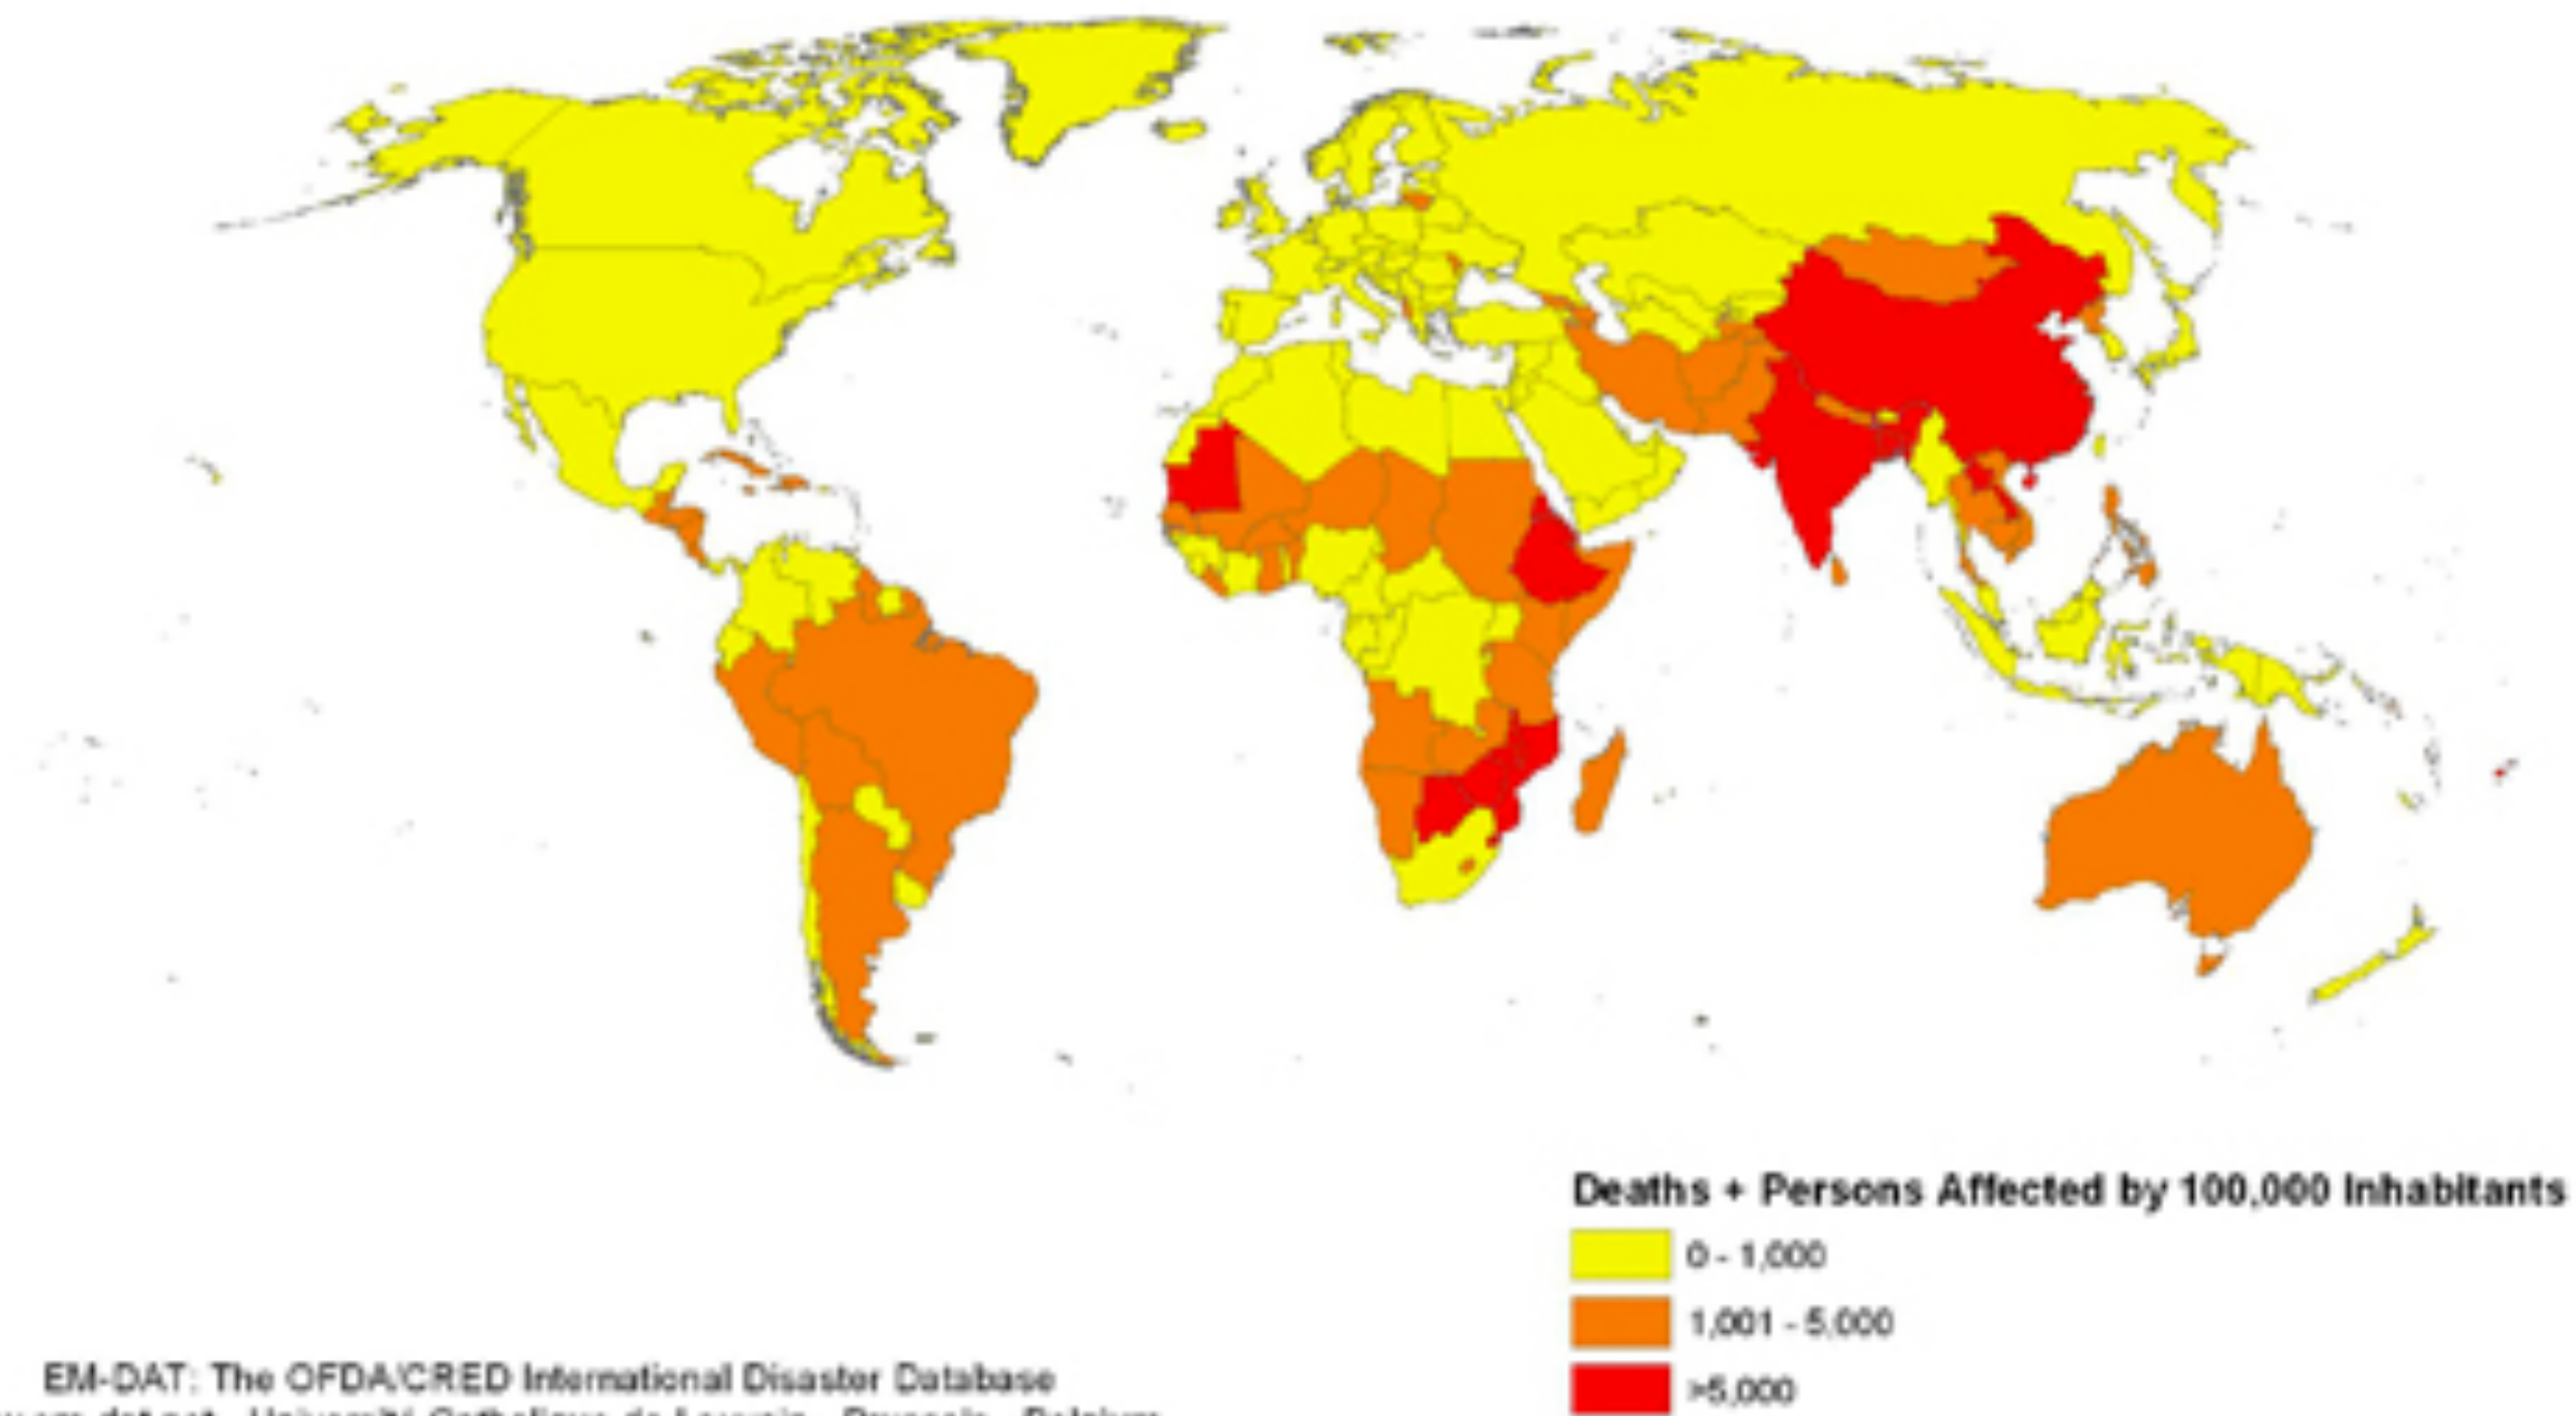 Deaths + Persons Affected by 100,000 Inhabitants
0 - 1,000
1,001 - 5,000
>5,000
EM-DAT: The OFDA/CRED International Disaster Database